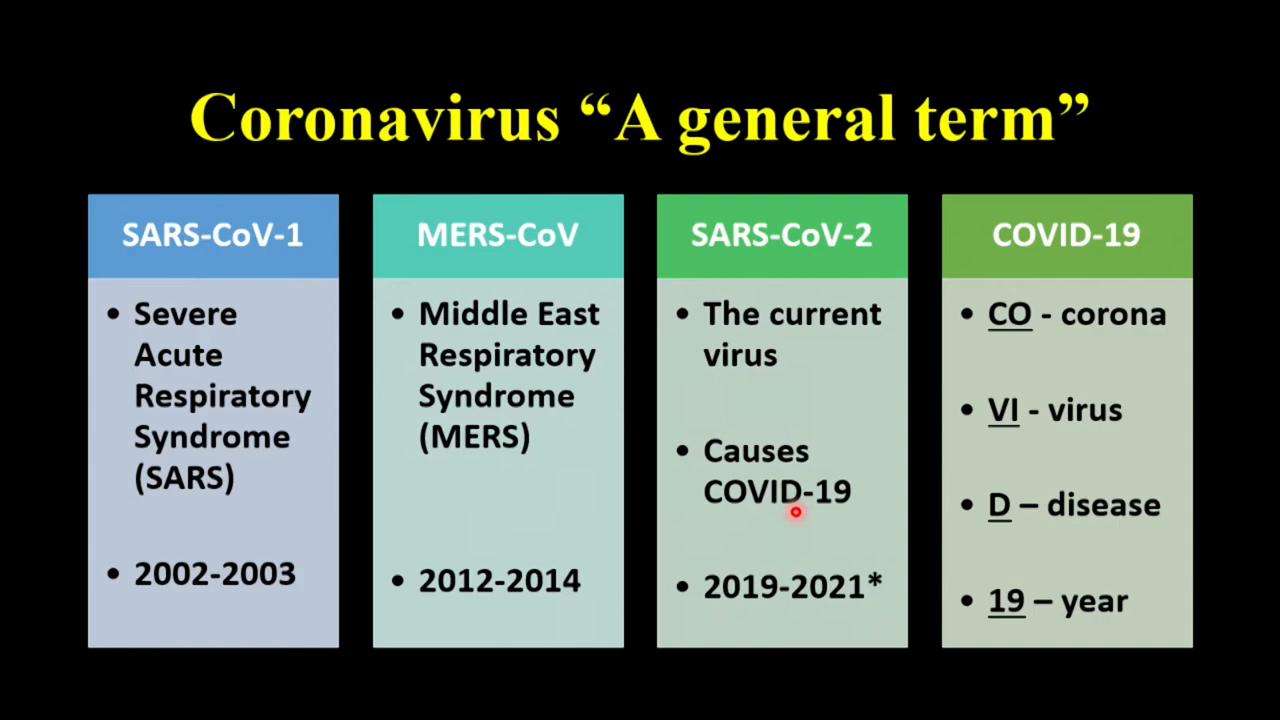 Coronavirus “A general term”
SARS-CoV-1
• Severe
Acute
Respiratory
Syndrome
(SARS)
• 2002-2003
MERS-CoV
• Middle East
Respiratory
Syndrome
(MERS)
• 2012-2014
SARS-CoV-2
• The current
virus
• Causes
COVID-19
• 2019-2021*
COVID-19
• CO - corona
• VI - virus
• D – disease
• 19 – year